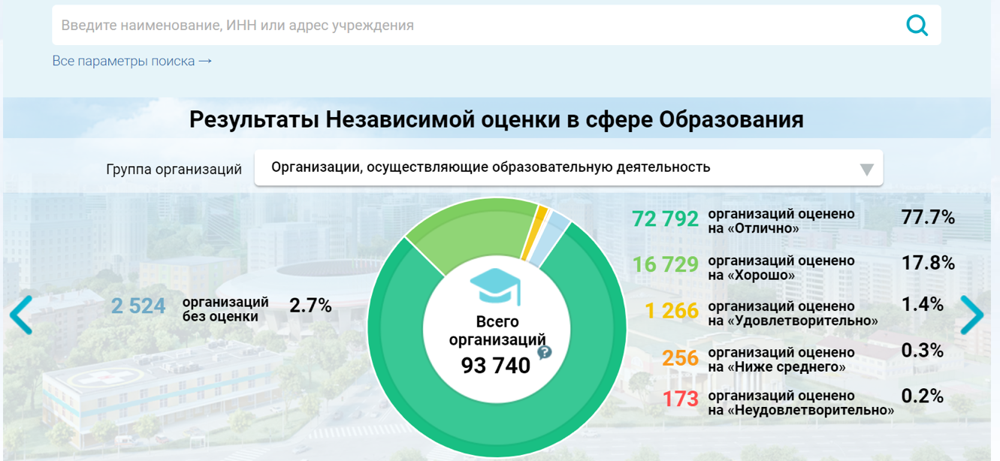 Введите наименование, ИНН или адрес учреждения
Все параметры поиска →
Результаты Независимой оценки в сфере Образования
Группа организаций
Организации, осуществляющие образовательную деятельность
2 524 организаций
без оценки 2.7%
Всего
организаций
?
93 740
72 792 организаций оценено
на «Отлично» 77.7%
16 729 организаций оценено
на «Хорошо» 17.8%
1 266 организаций оценено
на «Удовлетворительно» 1.4%
256 организаций оценено
на «Ниже среднего» 0.3%
173 организаций оценено
на «Неудовлетворительно» 0.2%